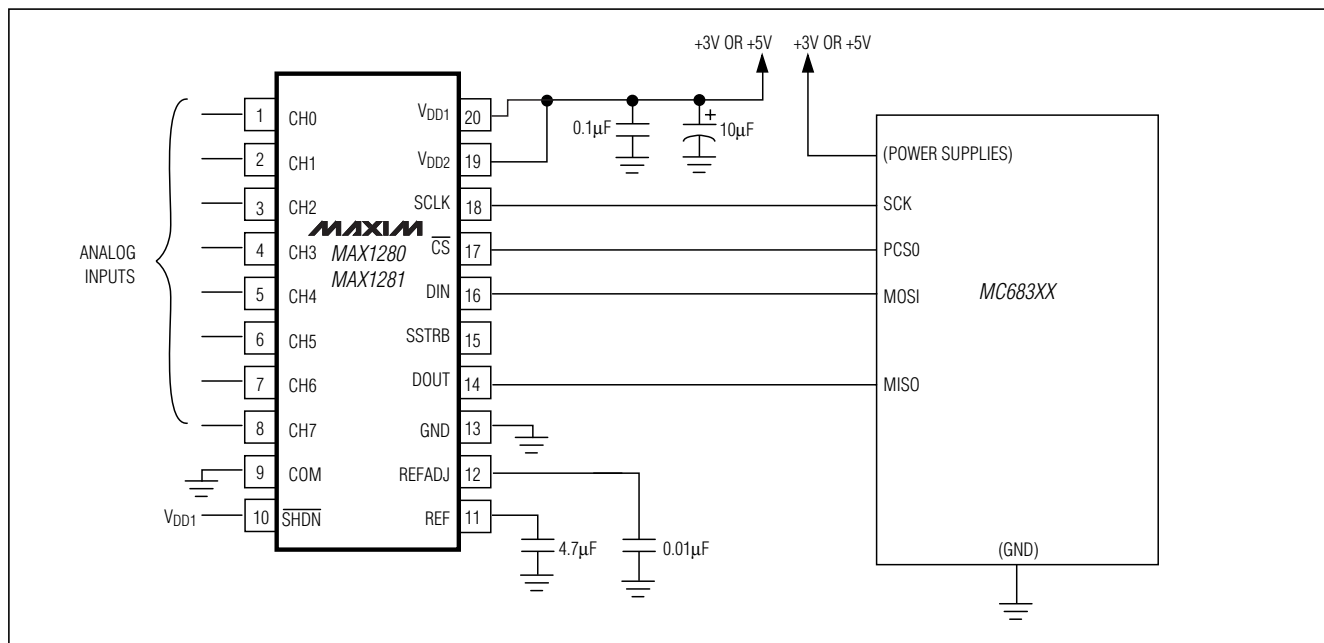 +3V OR +5V
+3V OR +5V
ANALOG
INPUTS
1 CH0
2 CH1
3 CH2
4 CH3
5 CH4
6 CH5
7 CH6
8 CH7
9 COM
VDD1 10 SHDN
MAXIM
MAX1280
MAX1281
VDD1 20
VDD2 19
SCLK 18
CS 17
DIN 16
SSTRB 15
DOUT 14
GND 13
REFADJ 12
REF 11
0.1µF
+
10µF
4.7µF
0.01µF
(POWER SUPPLIES)
SCK
PCS0
MOSI
MC683XX
MISO
(GND)